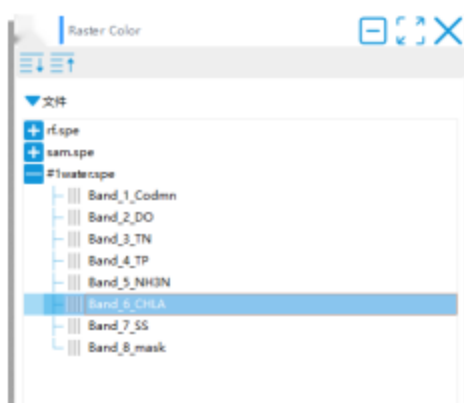 Raster Color
文件
rf.spe
sam.spe
#1water.spe
Band_1_Codmn
Band_2_DO
Band_3_TN
Band_4_TP
Band_5_NH3N
Band_6_CHLA
Band_7_SS
Band_8_mask